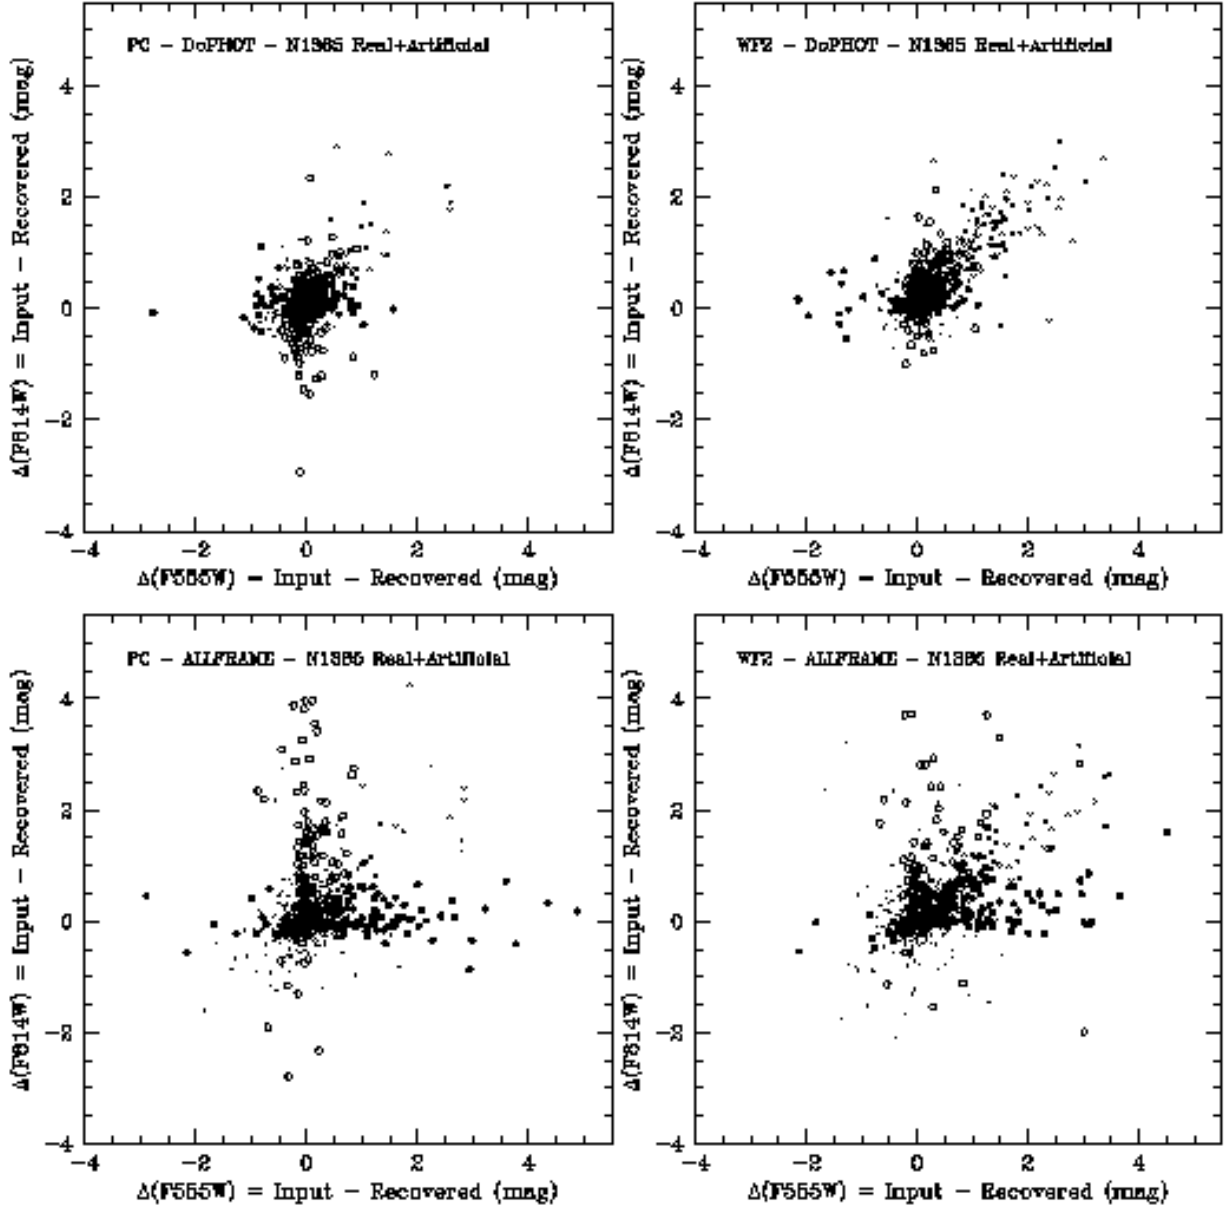 PC - DoPHOT - N1365 Real+Artificial
Δ(F814W) = Input - Recovered (mag)
4
2
0
-2
-4
-4 -2 0 2 4
Δ(F555W) = Input - Recovered (mag)
WF2 - DoPHOT - N1365 Real+Artificial
Δ(F814W) = Input - Recovered (mag)
4
2
0
-2
-4
-4 -2 0 2 4
Δ(F555W) = Input - Recovered (mag)
PC - ALLFRAME - N1365 Real+Artificial
Δ(F814W) = Input - Recovered (mag)
4
2
0
-2
-4
-4 -2 0 2 4
Δ(F555W) = Input - Recovered (mag)
WF2 - ALLFRAME - N1365 Real+Artificial
Δ(F814W) = Input - Recovered (mag)
4
2
0
-2
-4
-4 -2 0 2 4
Δ(F555W) = Input - Recovered (mag)